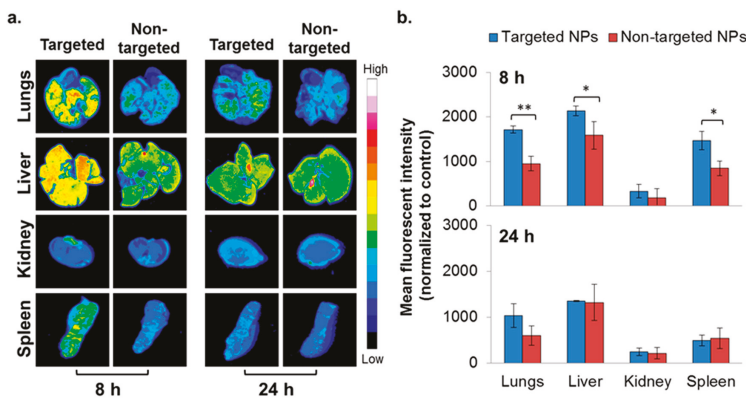 a.
Targeted
Non-
targeted
Targeted
Non-
targeted
Lungs
Liver
Kidney
Spleen
8 h
24 h
High
Low
b.
Targeted NPs
Non-targeted NPs
Mean fluorescent intensity
(normalized to control)
8 h
3000
2000
1000
0
**
*
*
24 h
3000
2000
1000
0
Lungs
Liver
Kidney
Spleen